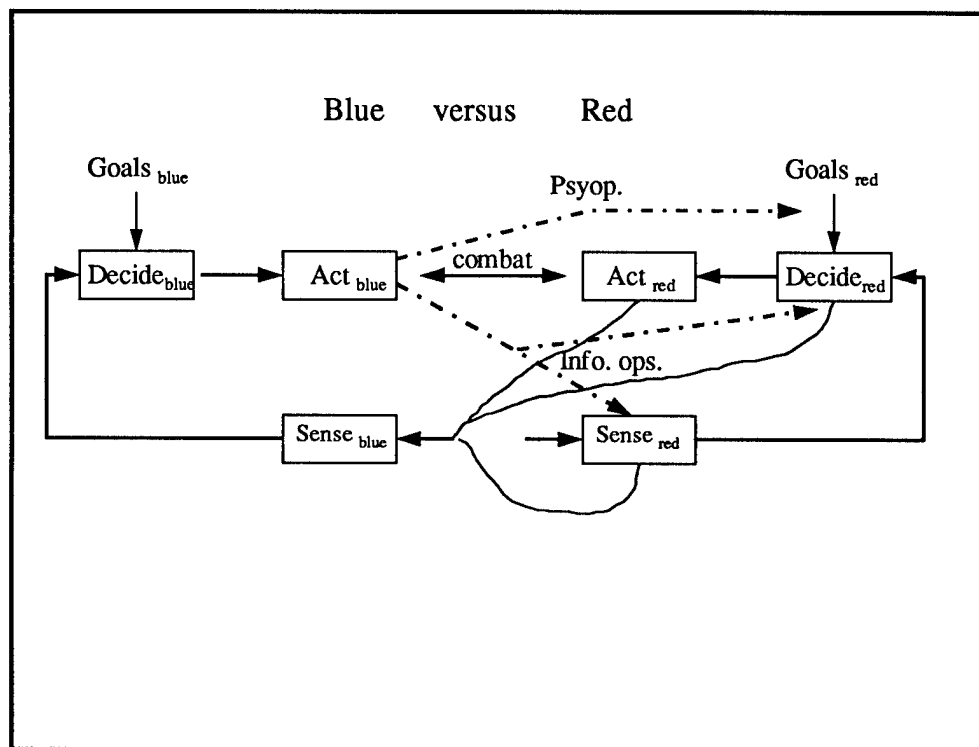 Blue versus Red
Goals blue
Goals red
Psyop.
Decide blue
Act blue
combat
Act red
Decide red
Info. ops.
Sense blue
Sense red